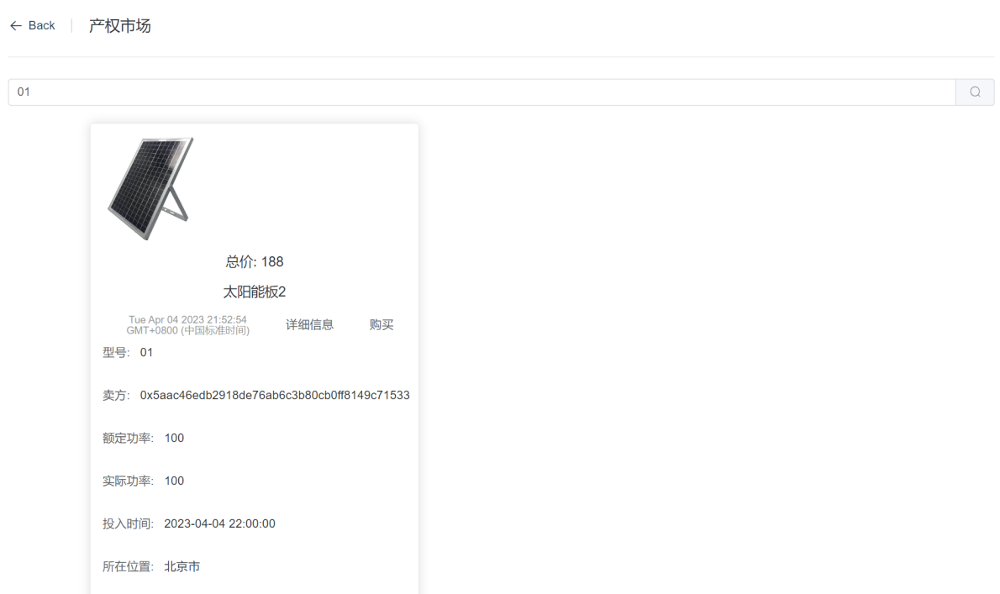 Back
产权市场
01
总价: 188
太阳能板2
Tue Apr 04 2023 21:52:54
GMT+0800 (中国标准时间)
详细信息
购买
型号: 01
卖方: 0x5aac46edb2918de76ab6c3b80cb0ff8149c71533
额定功率: 100
实际功率: 100
投入时间: 2023-04-04 22:00:00
所在位置: 北京市